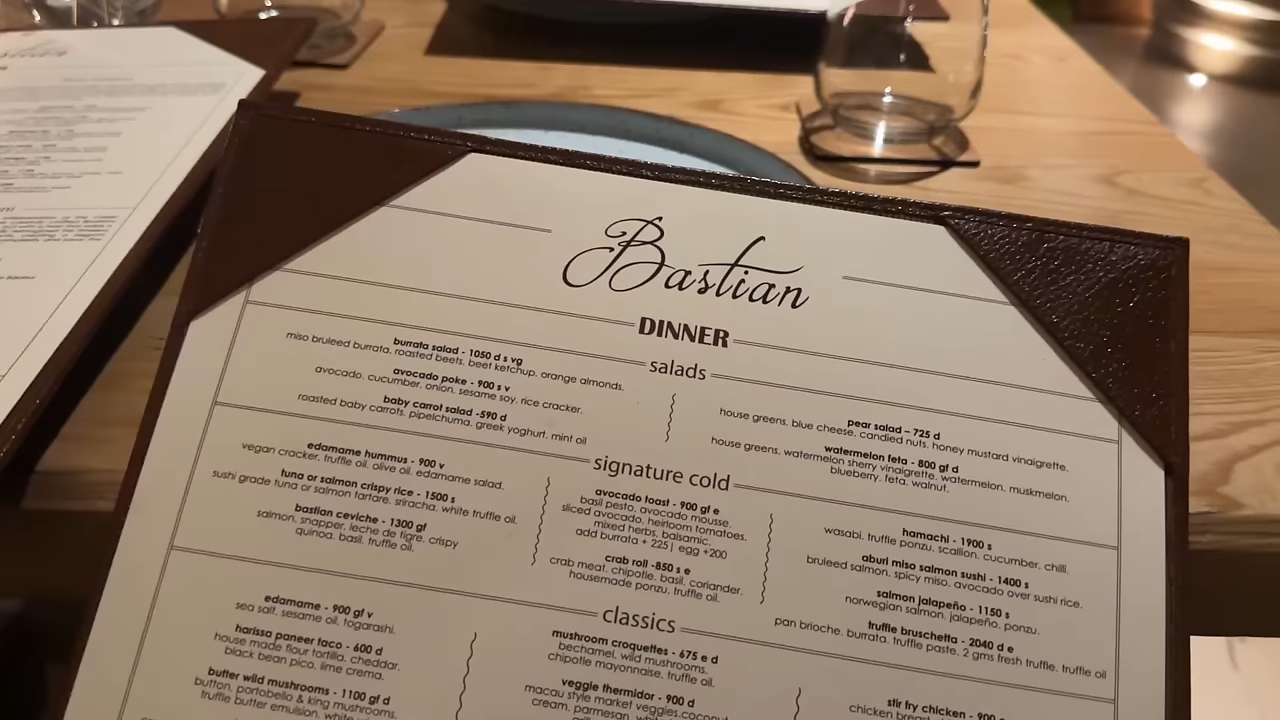 Bastian
DINNER
salads
burrata salad - 1050 d s vg
miso bruleed burrata, roasted beets, beet ketchup, orange almonds.
avocado poke - 900 s v
avocado, cucumber, onion, sesame soy, rice cracker.
baby carrot salad -590 d
roasted baby carrots, pipelchuma, greek yoghurt, mint oil
pear salad – 725 d
house greens, blue cheese, candied nuts, honey mustard vinaigrette.
watermelon feta - 800 gf d
house greens, watermelon sherry vinaigrette, watermelon, muskmelon,
blueberry, feta, walnut.
signature cold
edamame hummus - 900 v
vegan cracker, truffle oil, olive oil, edamame salad.
tuna or salmon crispy rice - 1500 s
sushi grade tuna or salmon tartare, sriracha, white truffle oil.
bastian ceviche - 1300 gf
salmon, snapper, leche de tigre, crispy
quinoa, basil, truffle oil.
avocado toast - 900 gf e
basil pesto, avocado mousse,
sliced avocado, heirloom tomatoes,
mixed herbs, balsamic.
add burrata + 225| egg +200
crab roll -850 s e
crab meat, chipotle, basil, coriander,
housemade ponzu, truffle oil.
hamachi - 1900 s
wasabi, truffle ponzu, scallion, cucumber, chilli.
aburi miso salmon sushi - 1400 s
bruleed salmon, spicy miso, avocado over sushi rice.
salmon jalapeño - 1150 s
norwegian salmon, jalapeño, ponzu.
truffle bruschetta - 2040 d e
pan brioche, burrata, truffle paste, 2 gms fresh truffle, truffle oil
classics
edamame - 900 gf v
sea salt, sesame oil, togarashi.
harissa paneer taco - 600 d
house made flour tortilla, cheddar,
black bean pico, lime crema.
butter wild mushrooms - 1100 gf d
button, portobello & king mushrooms,
truffle butter emulsion, white
mushroom croquettes - 675 e d
bechamel, wild mushrooms,
chipotle mayonnaise, truffle oil.
veggie thermidor - 900 d
macau style market veggies,coconut
cream, parmesan,
stir fry chicken - 900
chicken